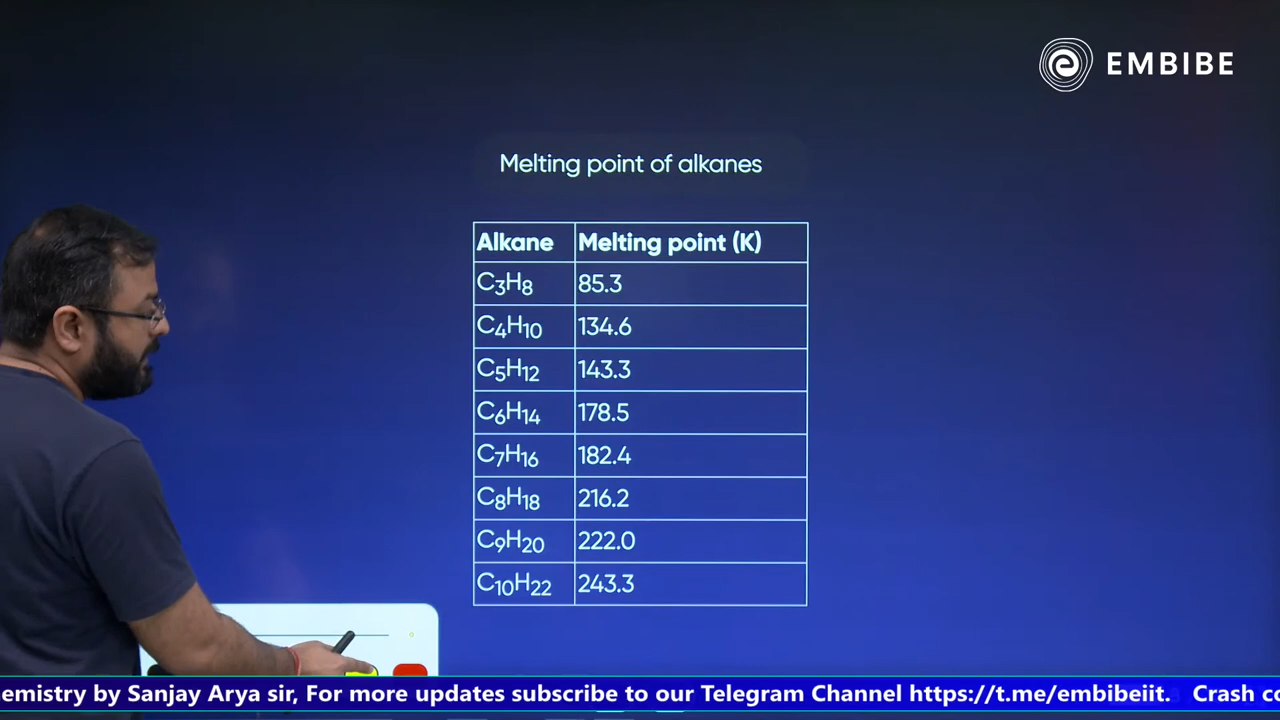 EMBIBE
Melting point of alkanes
Alkane Melting point (K)
C₃H₈ 85.3
C₄H₁₀ 134.6
C₅H₁₂ 143.3
C₆H₁₄ 178.5
C₇H₁₆ 182.4
C₈H₁₈ 216.2
C₉H₂₀ 222.0
C₁₀H₂₂ 243.3
emistry by Sanjay Arya sir, For more updates subscribe to our Telegram Channel https://t.me/embibeiit. Crash co